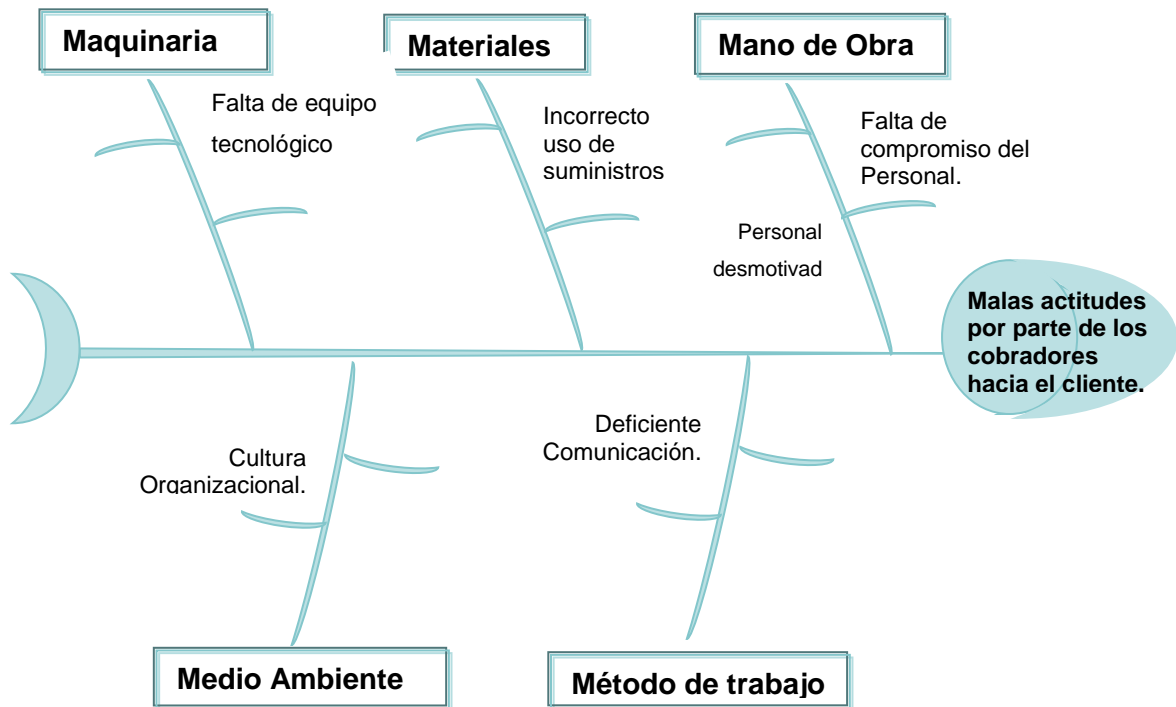 Maquinaria
Materiales
Mano de Obra
Falta de equipo
tecnológico
Incorrecto
uso de
suministros
Falta de
compromiso del
Personal.
Personal
desmotivad
Malas actitudes
por parte de los
cobradores
hacia el cliente.
Cultura
Organizacional.
Deficiente
Comunicación.
Medio Ambiente
Método de trabajo